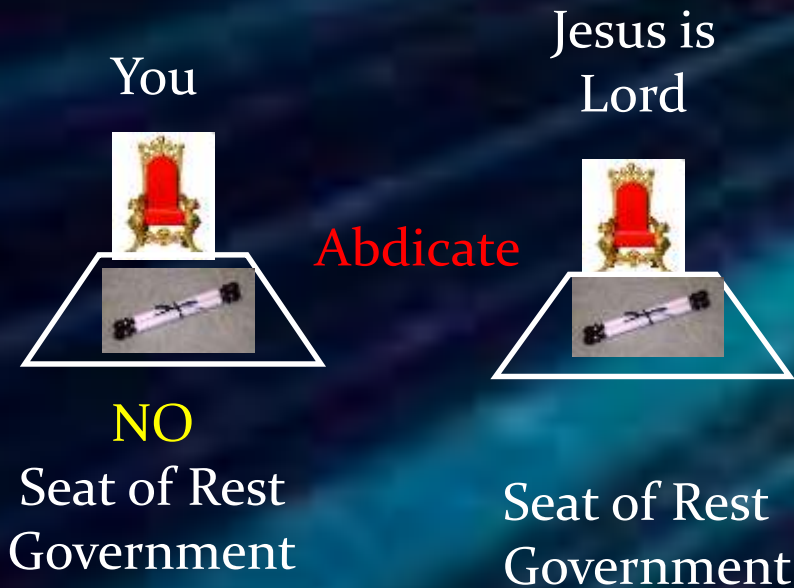 You
Jesus is
Lord
Abdicate
NO
Seat of Rest
Government
Seat of Rest
Government